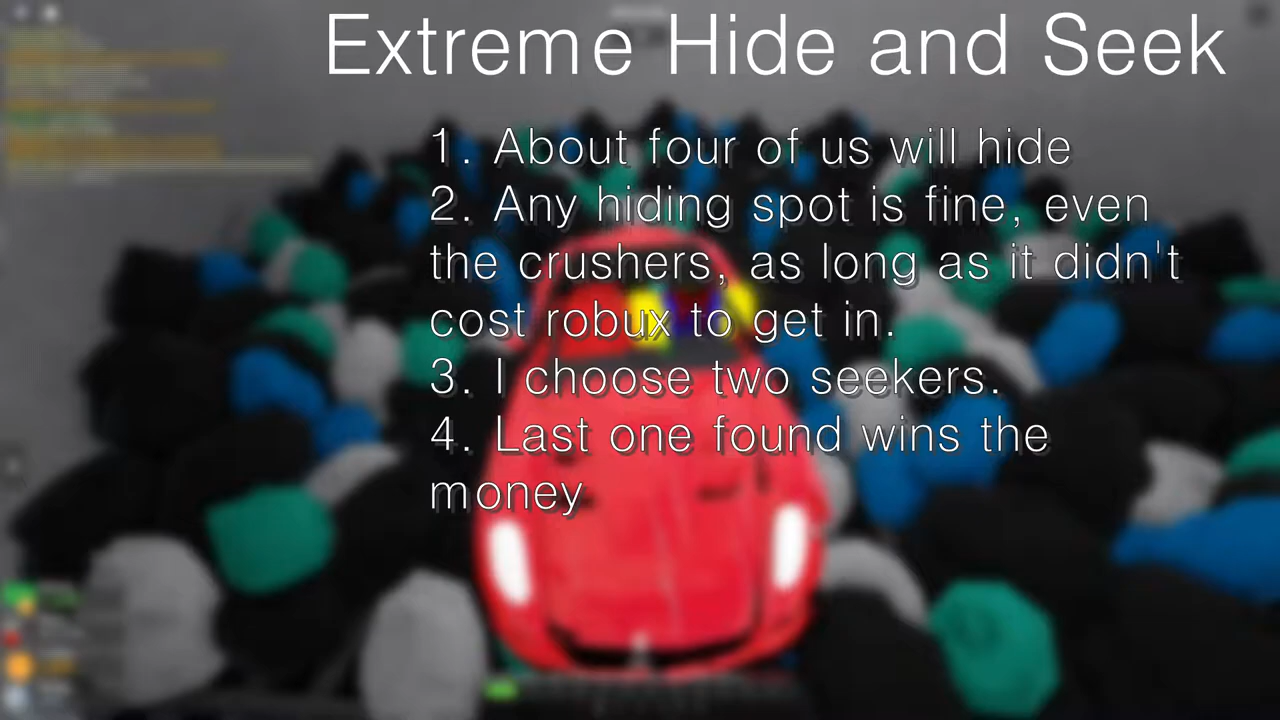 Extreme Hide and Seek
1. About four of us will hide
2. Any hiding spot is fine, even
the crushers, as long as it didn't
cost robux to get in.
3. I choose two seekers.
4. Last one found wins the
money